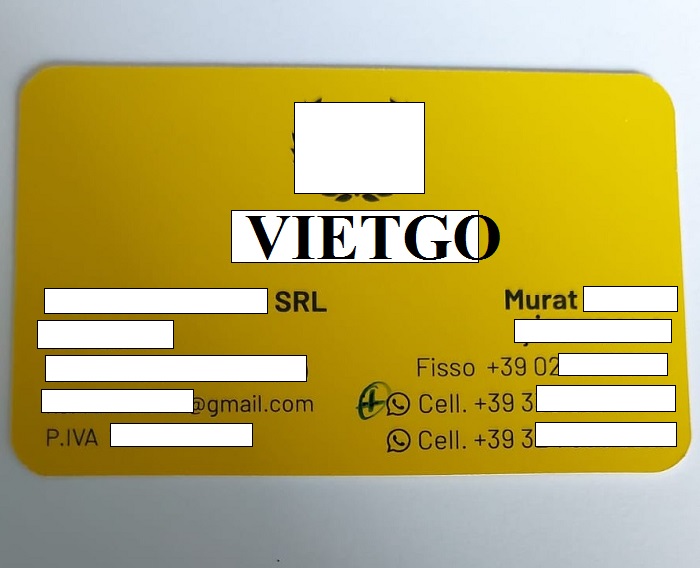 VIETGO
SRL
Murat
Fisso +39 02
@gmail.com
Cell. +39 3
P.IVA
Cell. +39 3